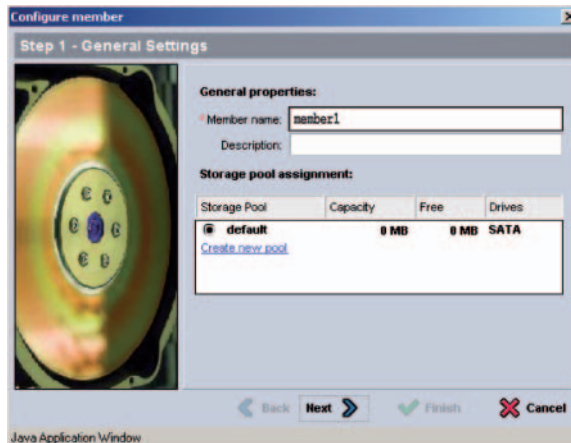 Configure member
Step 1 - General Settings
General properties:
* Member name: member1
Description:
Storage pool assignment:
Storage Pool Capacity Free Drives
default 0 MB 0 MB SATA
Create new pool
Back Next Finish Cancel
Java Application Window